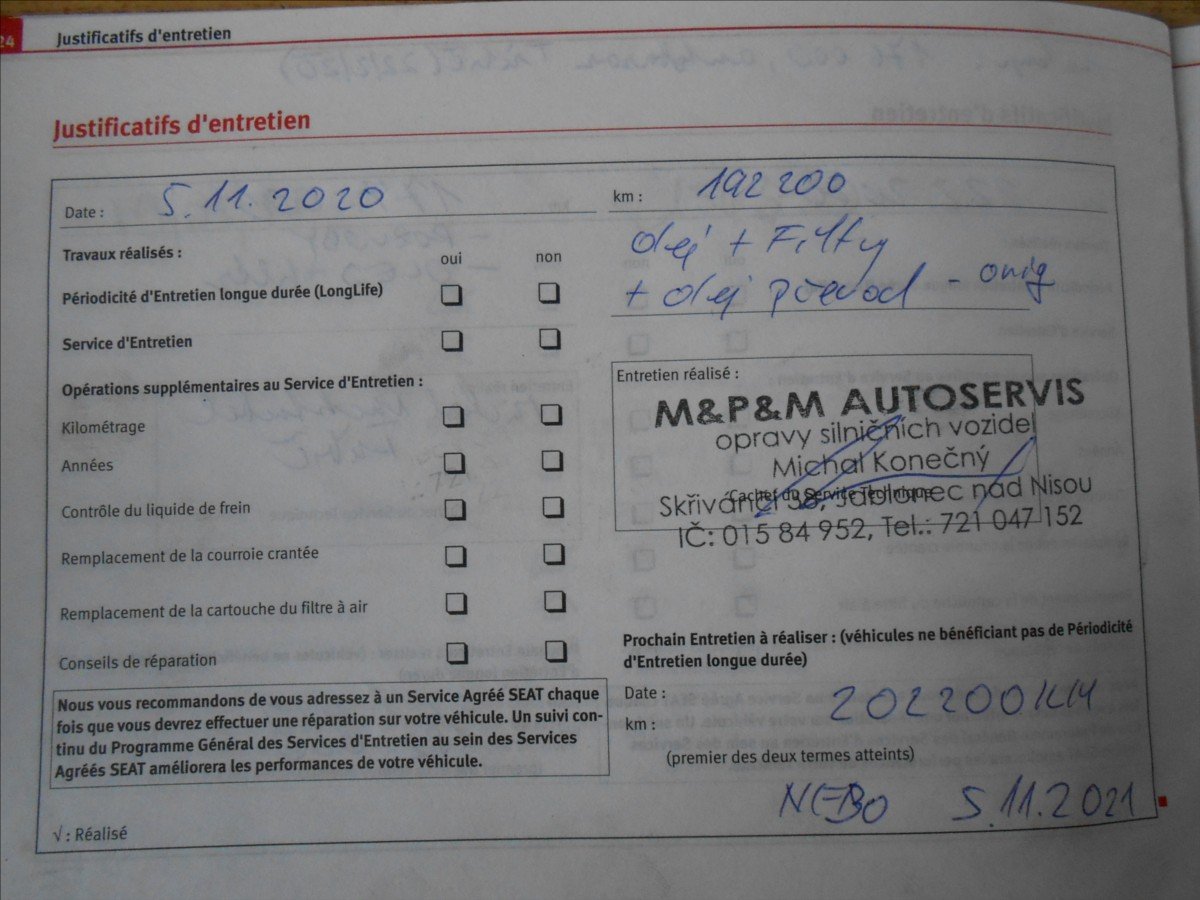 24 Justificatifs d'entretien
Justificatifs d'entretien
Date : 5.11.2020
km : 192 200
Travaux réalisés :
oui non
Périodicité d'Entretien longue durée (LongLife)
Service d'Entretien
Opérations supplémentaires au Service d'Entretien :
Kilométrage
Années
Contrôle du liquide de frein
Remplacement de la courroie crantée
Remplacement de la cartouche du filtre à air
Conseils de réparation
Nous vous recommandons de vous adressez à un Service Agréé SEAT chaque
fois que vous devrez effectuer une réparation sur votre véhicule. Un suivi con-
tinu du Programme Général des Services d'Entretien au sein des Services
Agréés SEAT améliorera les performances de votre véhicule.
√ : Réalisé
olej + Filtry
+ olej převod - orig
Entretien réalisé :
M&P&M AUTOSERVIS
opravy silničních vozidel
Michal Konečný
Cachet du Service Technique
Skřivánčí 38, Jablonec nad Nisou
IČ: 015 84 952, Tel.: 721 047 152
Prochain Entretien à réaliser : (véhicules ne bénéficiant pas de Périodicité
d'Entretien longue durée)
Date :
km : 202200KM
(premier des deux termes atteints)
NEBO 5.11.2021